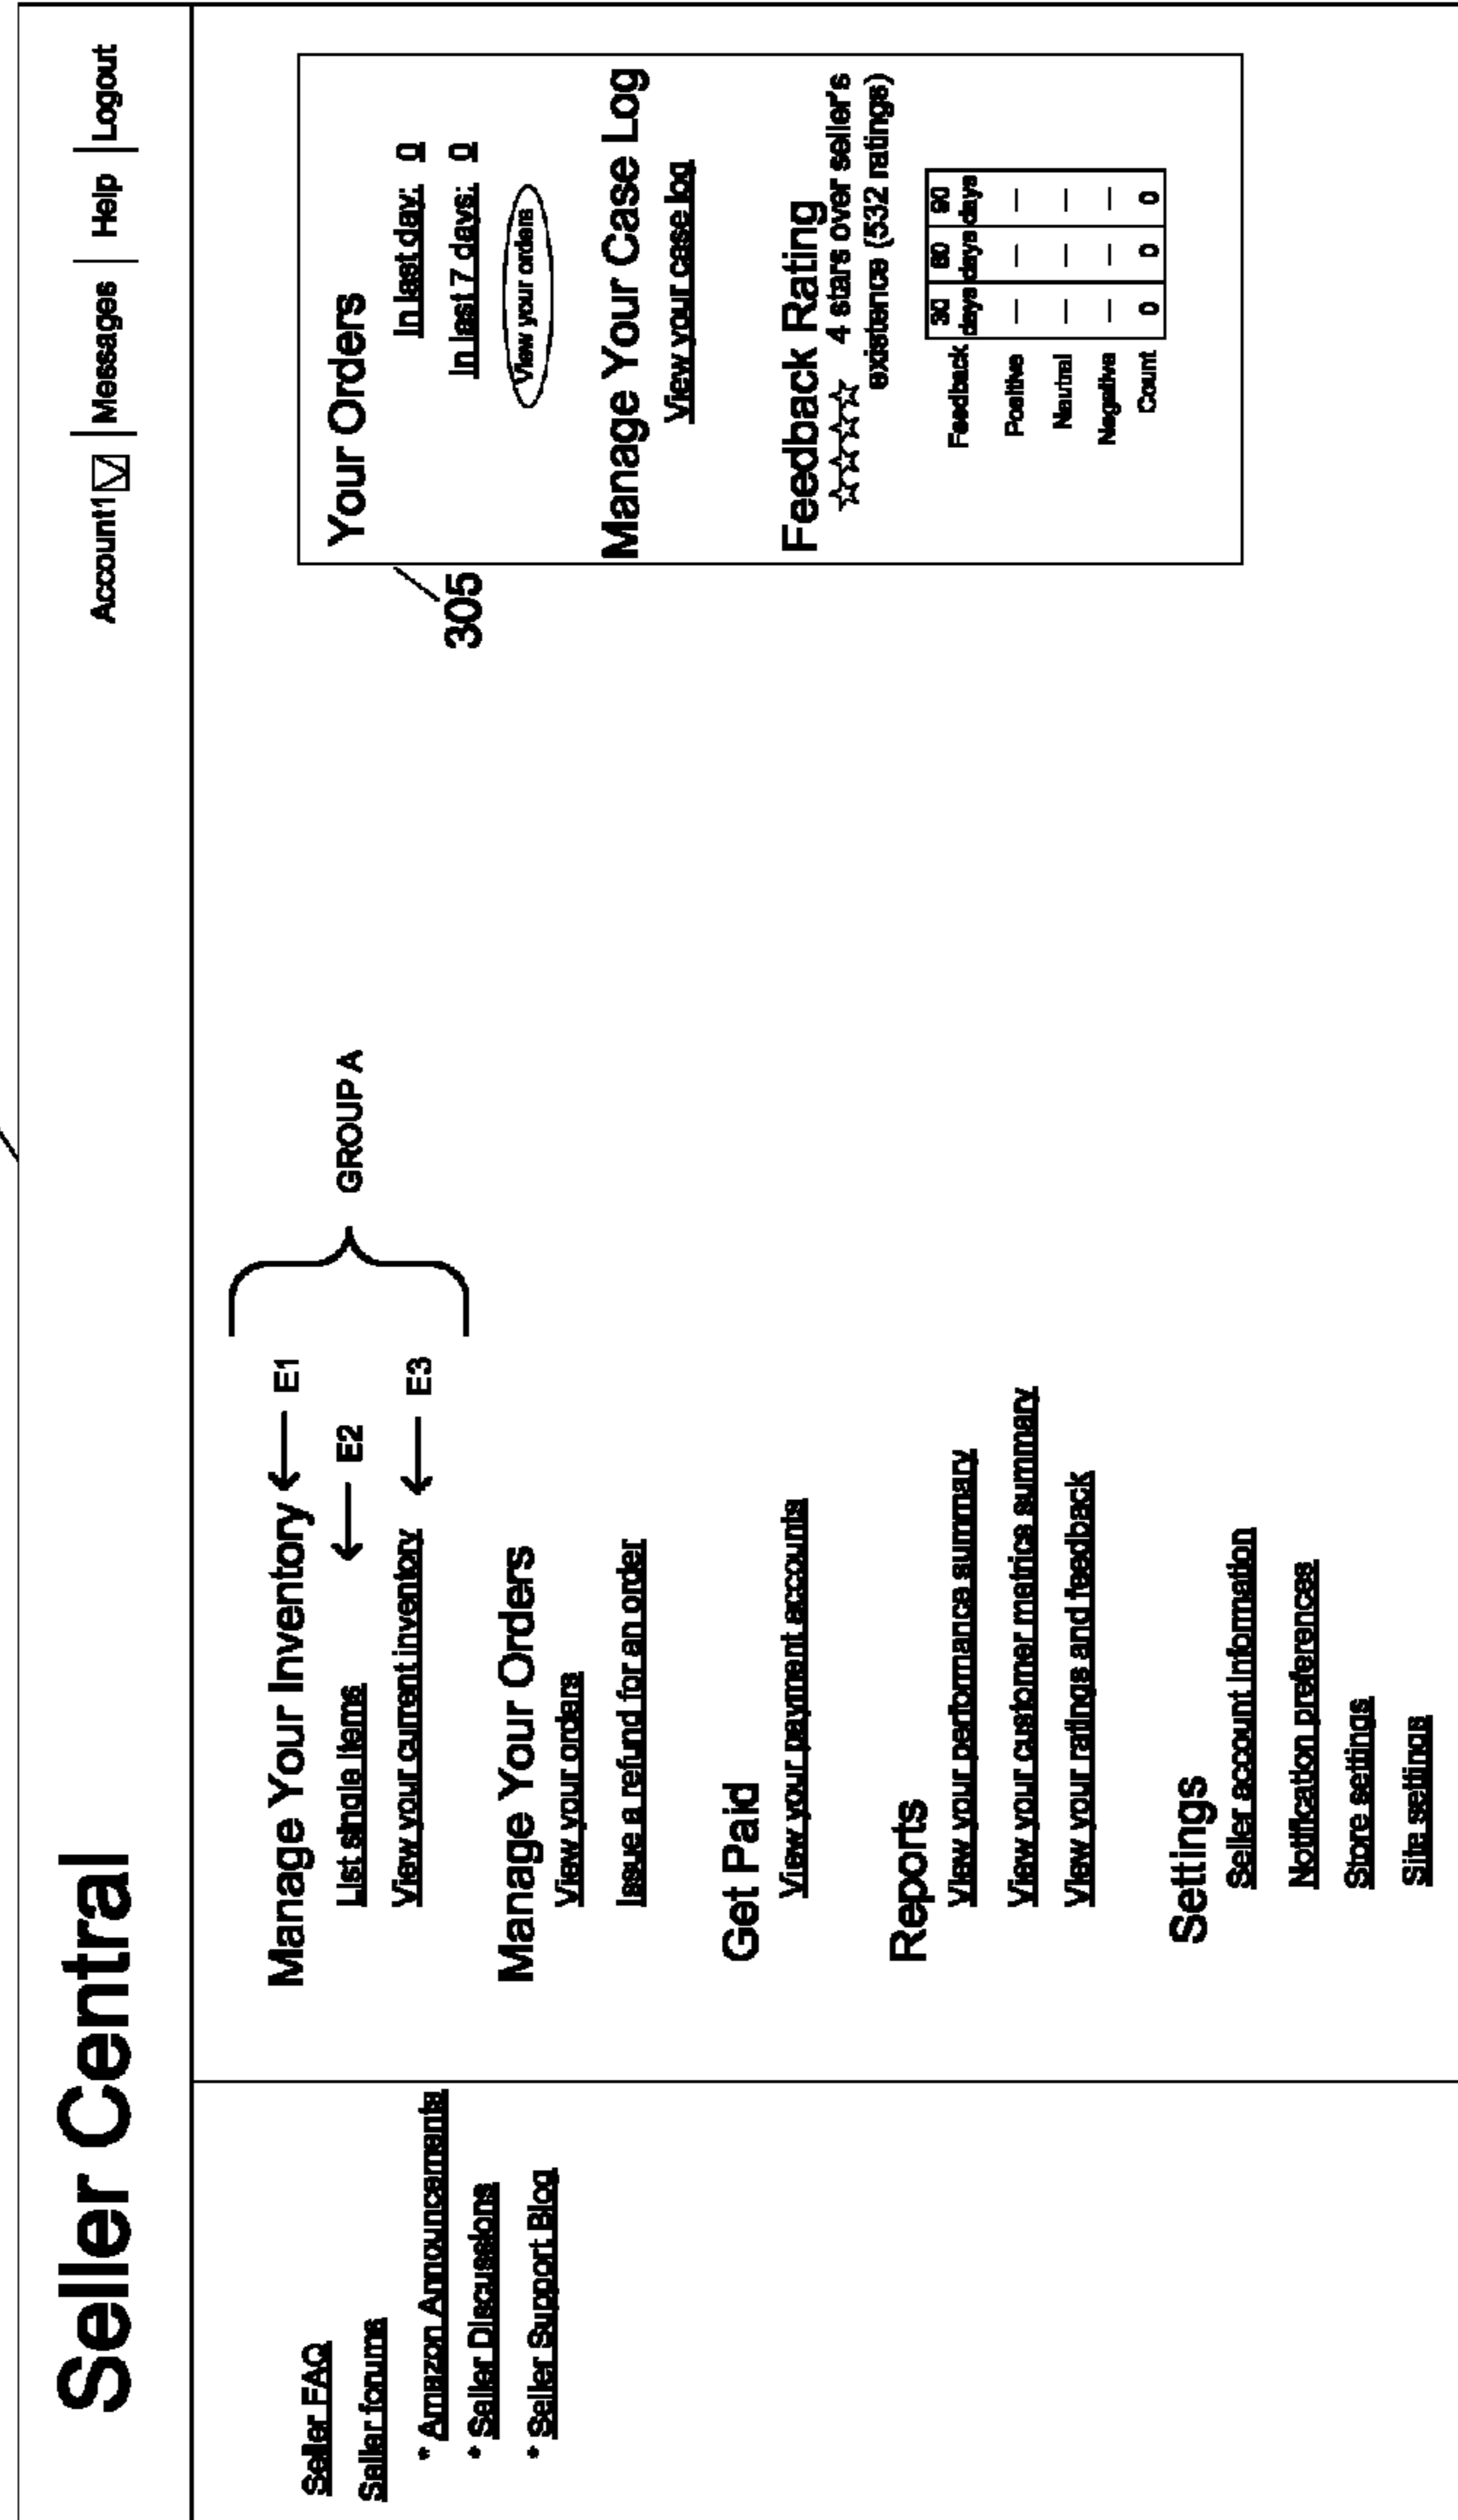 Seller Central
Account1 | Messages | Help | Logout
Seller FAQ
Seller forums
* Amazon Announcements
* Seller Discussions
* Seller Support Blog
Manage Your Inventory ← E1
List single items ← E2
View your current inventory ← E3
GROUP A
Manage Your Orders
View your orders
Issue a refund for an order
Get Paid
View your payment accounts
Reports
View your performance summary
View your customer metrics summary
View your ratings and feedback
Settings
Seller account information
Notification preferences
Store settings
Site settings
305
Your Orders
In last day: 0
In last 7 days: 0
View your orders
Manage Your Case Log
View your case log
Feedback Rating
4 stars over seller's
existence (532 ratings)
Feedback 30 days 60 days 90 days
Positive – – –
Neutral – – –
Negative – – –
Count 0 0 0